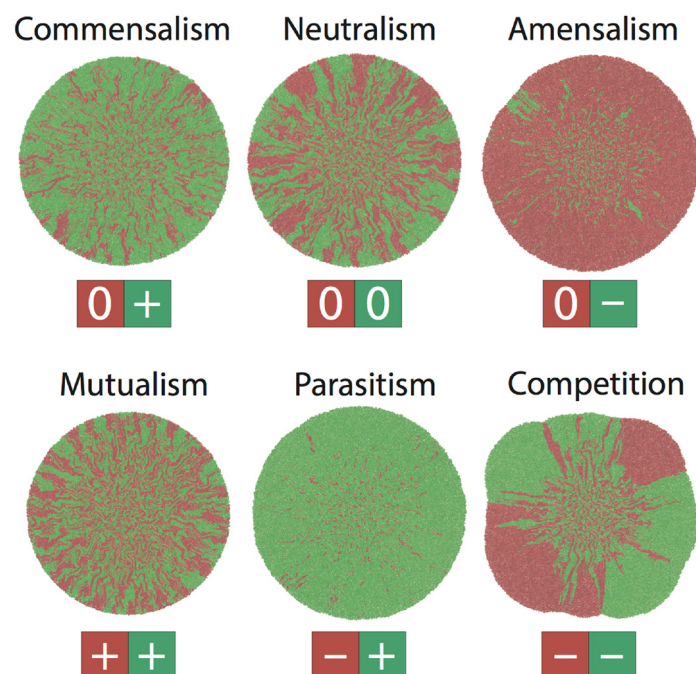 Commensalism Neutralism Amensalism
0 + 0 0 0 −
Mutualism Parasitism Competition
+ + − + − −